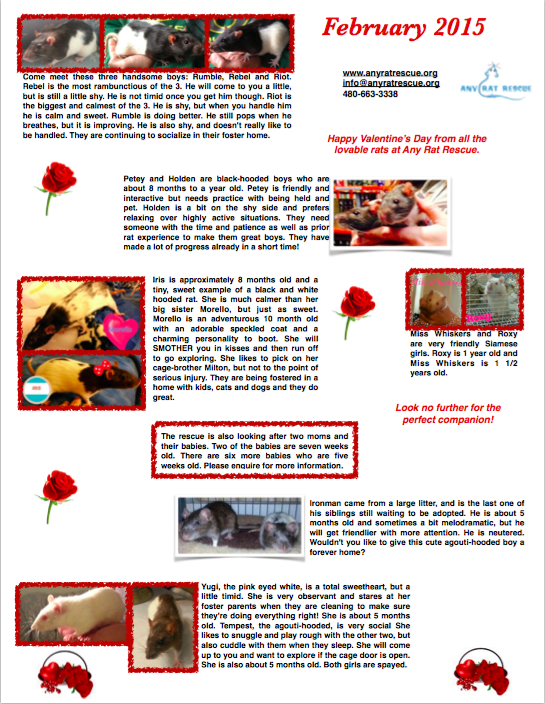 February 2015
Come meet these three handsome boys: Rumble, Rebel and Riot.
Rebel is the most rambunctious of the 3. He will come to you a little,
but is still a little shy. He is not timid once you get him though. Riot is
the biggest and calmest of the 3. He is shy, but when you handle him
he is calm and sweet. Rumble is doing better. He still pops when he
breathes, but it is improving. He is also shy, and doesn't really like to
be handled. They are continuing to socialize in their foster home.
www.anyratrescue.org
info@anyratrescue.org
480-663-3338
ANY RAT RESCUE
Happy Valentine's Day from all the
lovable rats at Any Rat Rescue.
Petey and Holden are black-hooded boys who are
about 8 months to a year old. Petey is friendly and
interactive but needs practice with being held and
pet. Holden is a bit on the shy side and prefers
relaxing over highly active situations. They need
someone with the time and patience as well as prior
rat experience to make them great boys. They have
made a lot of progress already in a short time!
Iris is approximately 8 months old and a
tiny, sweet example of a black and white
hooded rat. She is much calmer than her
big sister Morello, but just as sweet.
Morello is an adventurous 10 month old
with an adorable speckled coat and a
charming personality to boot. She will
SMOTHER you in kisses and then run off
to go exploring. She likes to pick on her
cage-brother Milton, but not to the point of
serious injury. They are being fostered in a
home with kids, cats and dogs and they do
great.
Miss Whiskers and Roxy
are very friendly Siamese
girls. Roxy is 1 year old and
Miss Whiskers is 1 1/2
years old.
Look no further for the
perfect companion!
The rescue is also looking after two moms and
their babies. Two of the babies are seven weeks
old. There are six more babies who are five
weeks old. Please enquire for more information.
Ironman came from a large litter, and is the last one of
his siblings still waiting to be adopted. He is about 5
months old and sometimes a bit melodramatic, but he
will get friendlier with more attention. He is neutered.
Wouldn't you like to give this cute agouti-hooded boy a
forever home?
Yugi, the pink eyed white, is a total sweetheart, but a
little timid. She is very observant and stares at her
foster parents when they are cleaning to make sure
they're doing everything right! She is about 5 months
old. Tempest, the agouti-hooded, is very social She
likes to snuggle and play rough with the other two, but
also cuddle with them when they sleep. She will come
up to you and want to explore if the cage door is open.
She is also about 5 months old. Both girls are spayed.